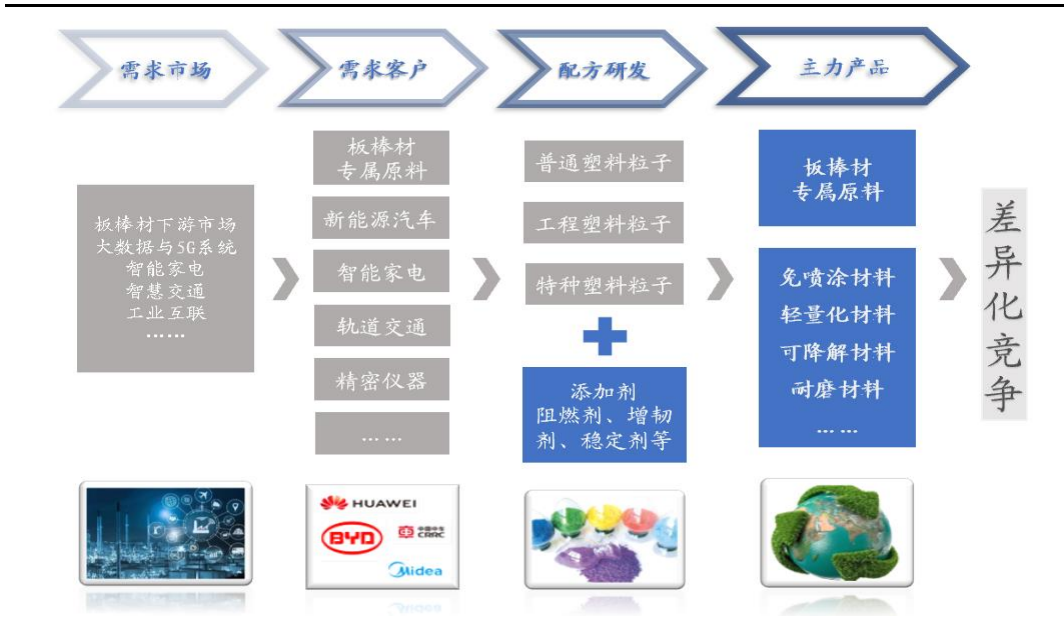 需求市场
需求客户
配方研发
主力产品
板棒材下游市场
大数据与5G系统
智能家电
智慧交通
工业互联
……
板棒材
专属原料
新能源汽车
智能家电
轨道交通
精密仪器
……
普通塑料粒子
工程塑料粒子
特种塑料粒子
添加剂
阻燃剂、增韧
剂、稳定剂等
板棒材
专属原料
免喷涂材料
轻量化材料
可降解材料
耐磨材料
……
差异化竞争
HUAWEI
BYD
中国中车
CRRC
Midea